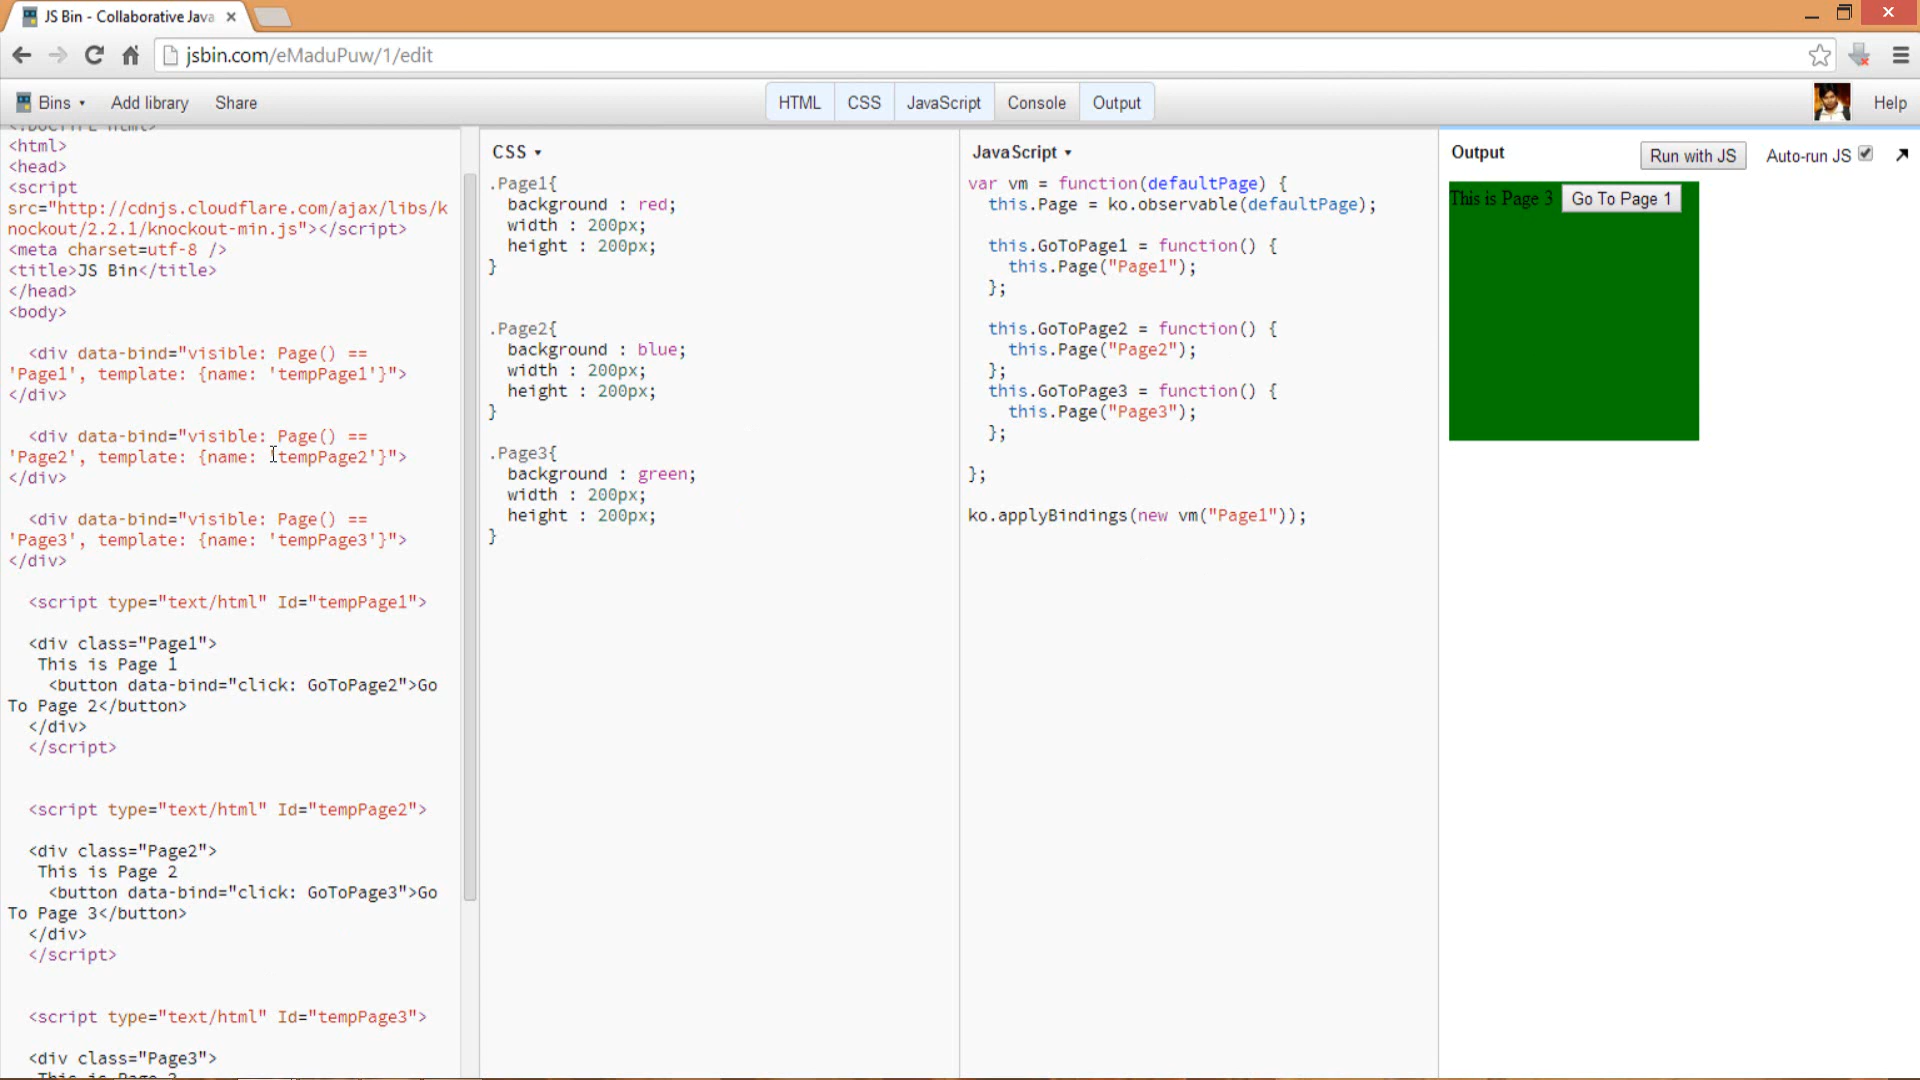 JS Bin - Collaborative Java
jsbin.com/eMaduPuw/1/edit
Bins
Add library
Share
HTML
CSS
JavaScript
Console
Output
Help
<!DOCTYPE html>
<html>
<head>
<script
src="http://cdnjs.cloudflare.com/ajax/libs/k
nockout/2.2.1/knockout-min.js"></script>
<meta charset=utf-8 />
<title>JS Bin</title>
</head>
<body>
<div data-bind="visible: Page() ==
'Page1', template: {name: 'tempPage1'}">
</div>
<div data-bind="visible: Page() ==
'Page2', template: {name: 'tempPage2'}">
</div>
<div data-bind="visible: Page() ==
'Page3', template: {name: 'tempPage3'}">
</div>
<script type="text/html" Id="tempPage1">
<div class="Page1">
This is Page 1
<button data-bind="click: GoToPage2">Go
To Page 2</button>
</div>
</script>
<script type="text/html" Id="tempPage2">
<div class="Page2">
This is Page 2
<button data-bind="click: GoToPage3">Go
To Page 3</button>
</div>
</script>
<script type="text/html" Id="tempPage3">
<div class="Page3">
This is Page 3
CSS
.Page1{
background : red;
width : 200px;
height : 200px;
}
.Page2{
background : blue;
width : 200px;
height : 200px;
}
.Page3{
background : green;
width : 200px;
height : 200px;
}
JavaScript
var vm = function(defaultPage) {
this.Page = ko.observable(defaultPage);
this.GoToPage1 = function() {
this.Page("Page1");
};
this.GoToPage2 = function() {
this.Page("Page2");
};
this.GoToPage3 = function() {
this.Page("Page3");
};
};
ko.applyBindings(new vm("Page1"));
Output
Run with JS
Auto-run JS
This is Page 3
Go To Page 1